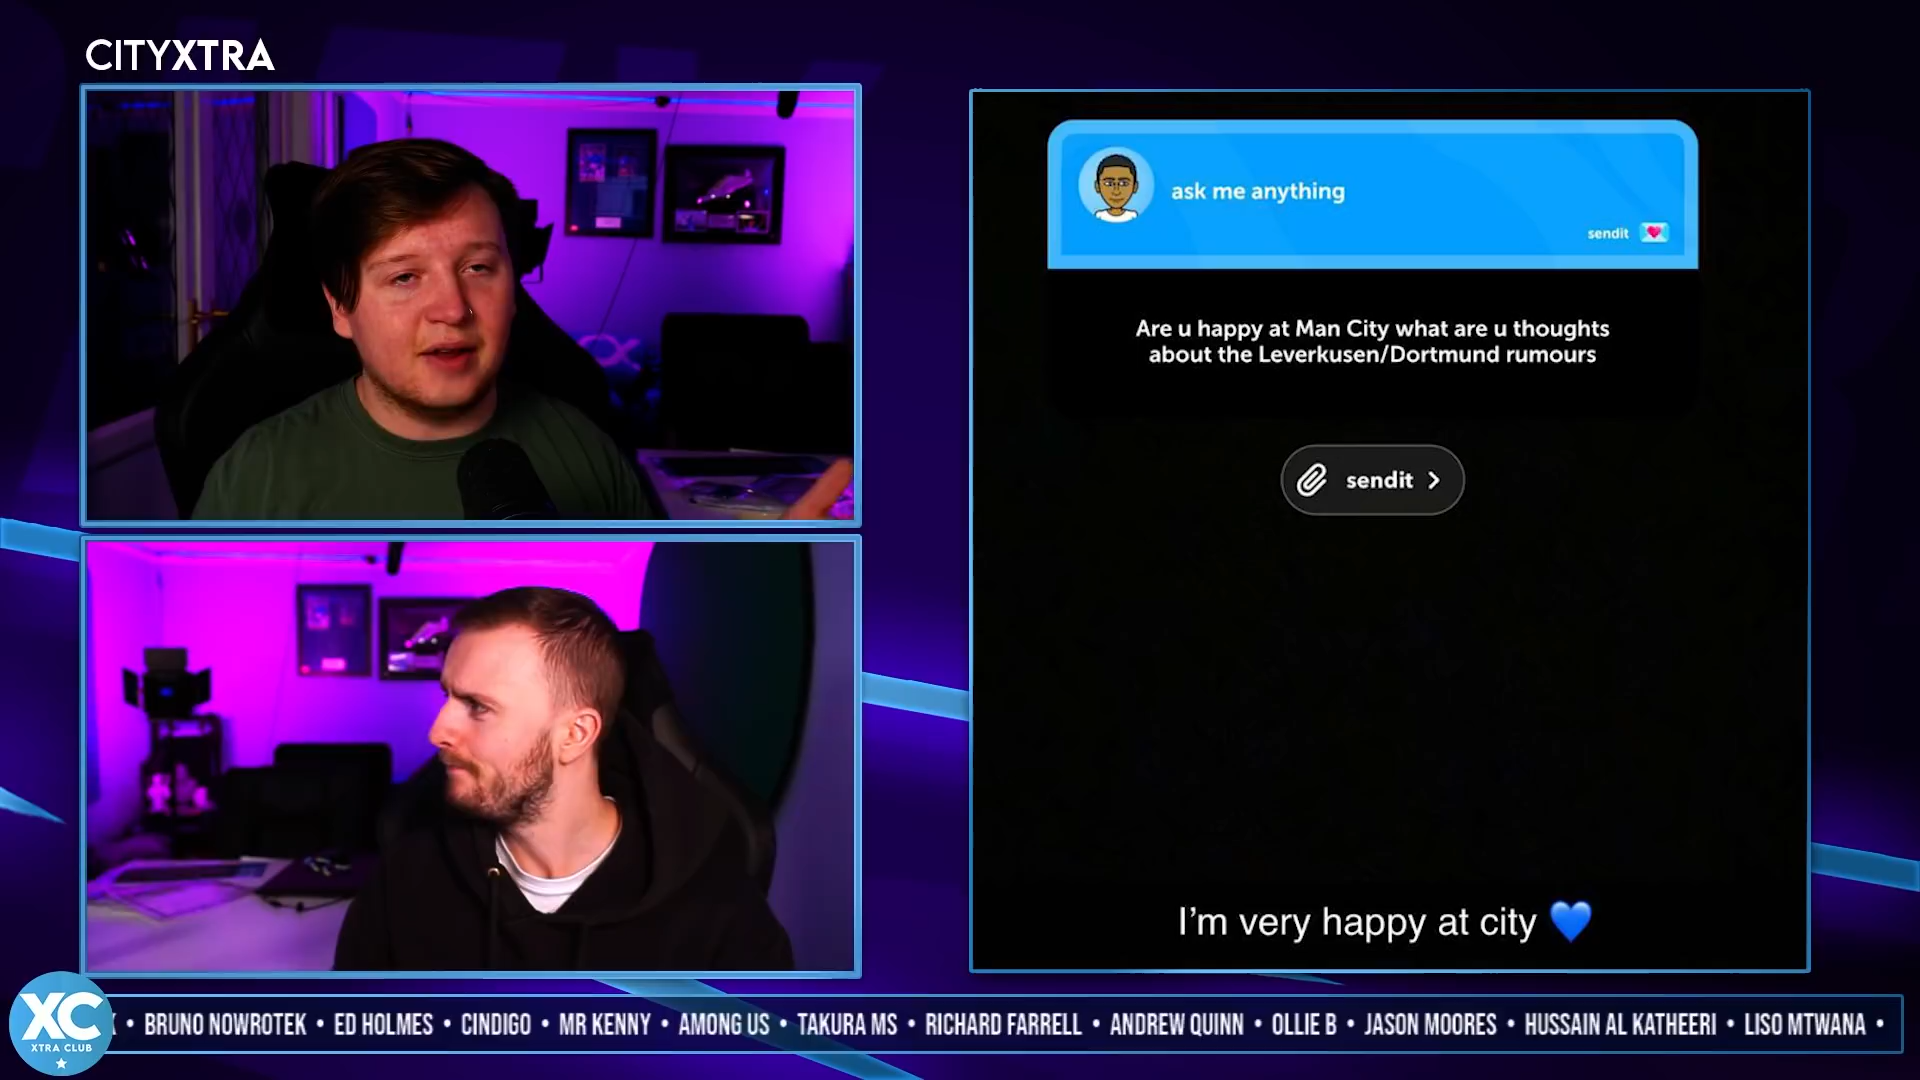 CITYXTRA
ask me anything
sendit
Are u happy at Man City what are u thoughts
about the Leverkusen/Dortmund rumours
sendit
I'm very happy at city 💙
XC
XTRA CLUB
• BRUNO NOWROTEK • ED HOLMES • CINDIGO • MR KENNY • AMONG US • TAKURA MS • RICHARD FARRELL • ANDREW QUINN • OLLIE B • JASON MOORES • HUSSAIN AL KATHEERI • LISO MTWANA •